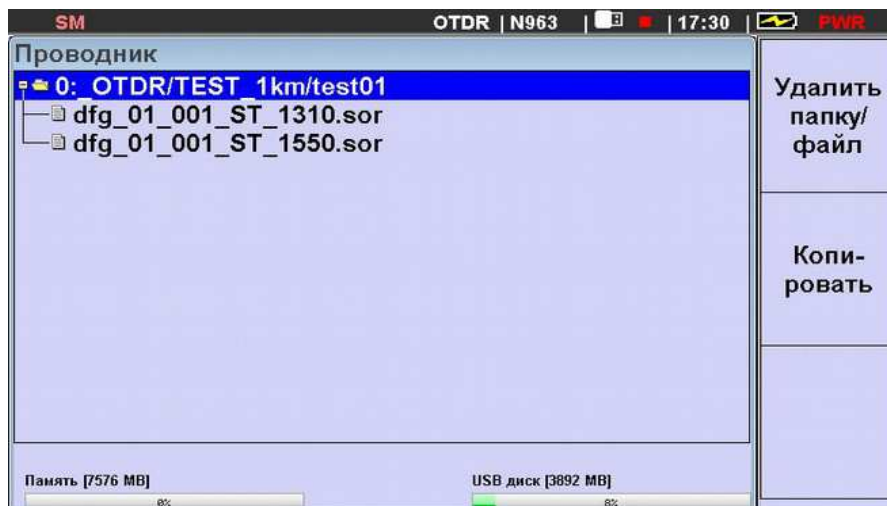 SM OTDR | N963 | | 17:30 | PWR
Проводник
0:_OTDR/TEST_1km/test01
dfg_01_001_ST_1310.sor
dfg_01_001_ST_1550.sor
Удалить
папку/
файл
Копи-
ровать
Память [7576 MB]
0%
USB диск [3892 MB]
8%